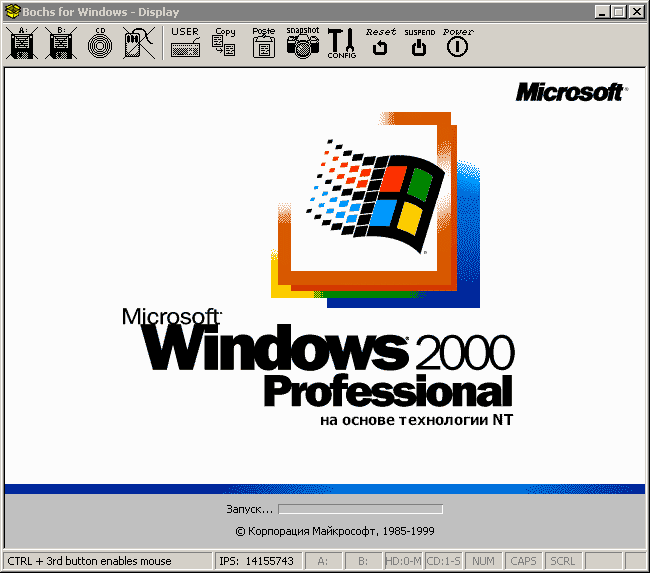 Bochs for Windows - Display
A: B: CD USER Copy Paste snapshot CONFIG Reset SUSPEND Power
Microsoft®
Microsoft®
Windows® 2000
Professional
на основе технологии NT
Запуск...
© Корпорация Майкрософт, 1985-1999
CTRL + 3rd button enables mouse IPS: 14155743 A: B: HD:0-M CD:1-S NUM CAPS SCRL